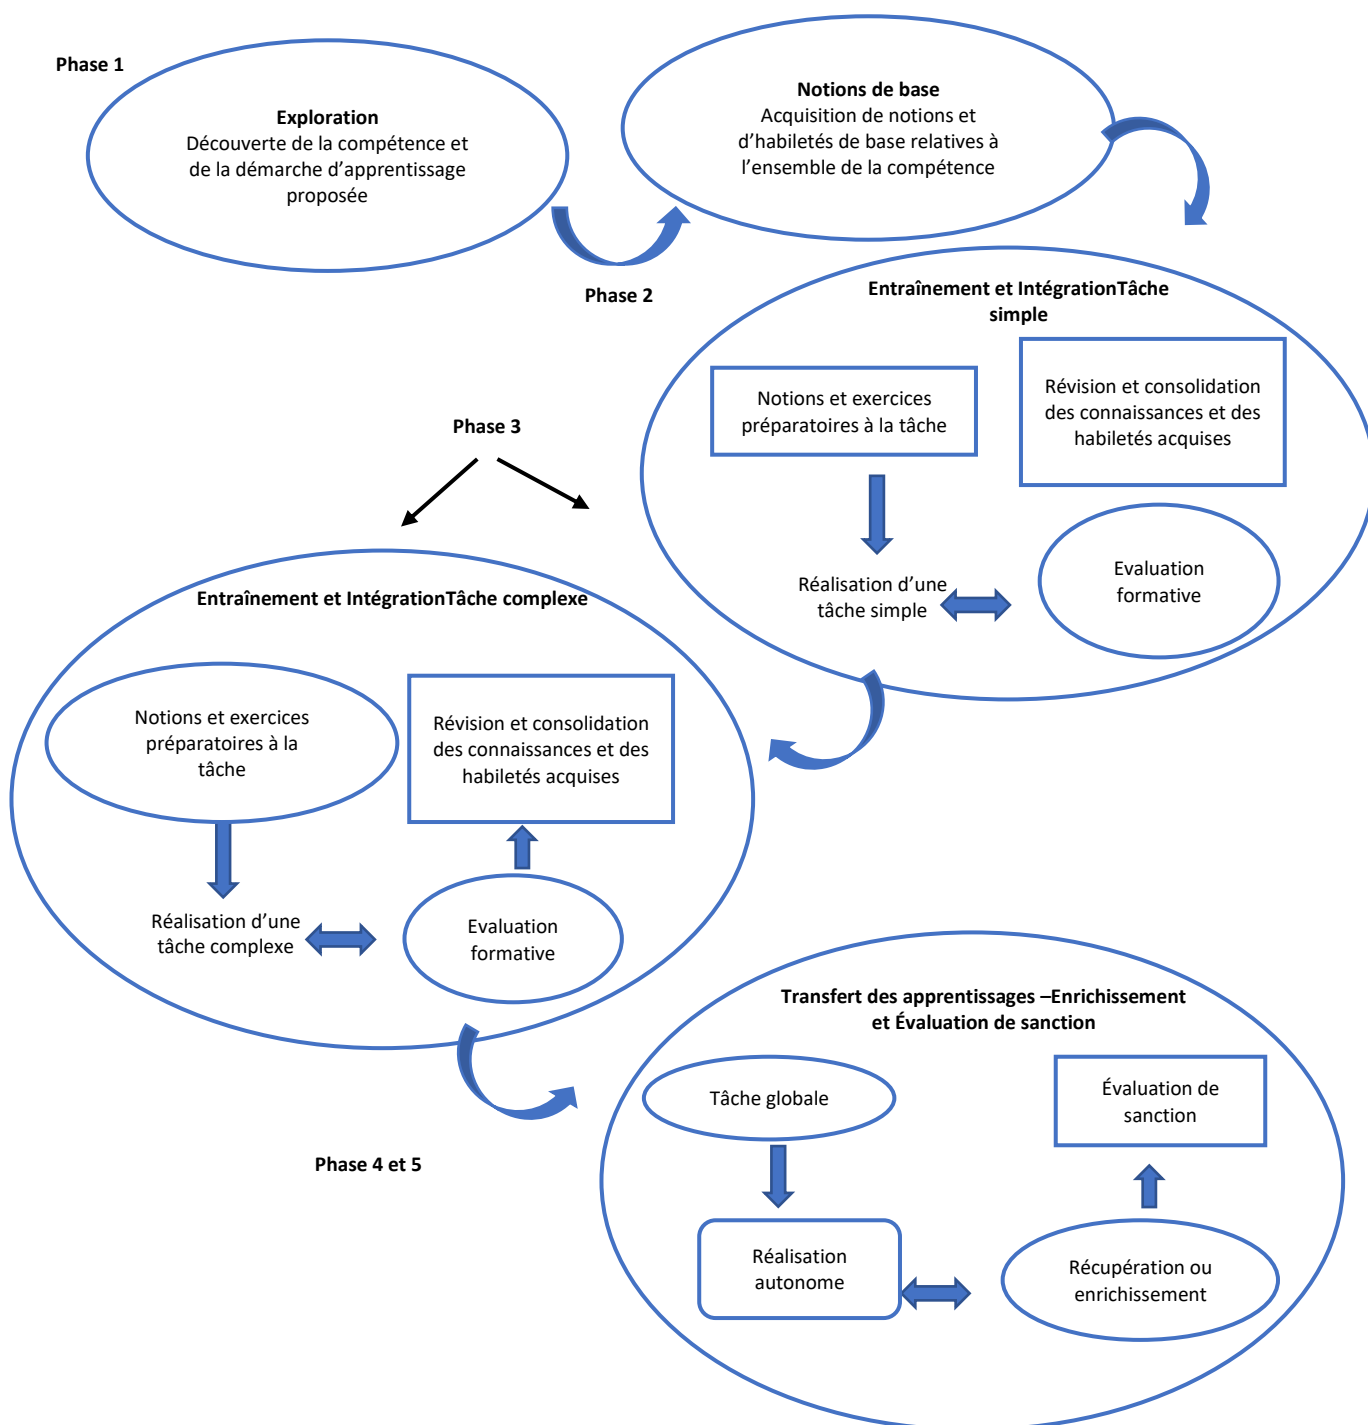 Phase 1
Exploration
Découverte de la compétence et
de la démarche d’apprentissage
proposée
Notions de base
Acquisition de notions et
d’habiletés de base relatives à
l’ensemble de la compétence
Phase 2
Entraînement et IntégrationTâche
simple
Notions et exercices
préparatoires à la tâche
Révision et consolidation
des connaissances et des
habiletés acquises
Réalisation d’une
tâche simple
Evaluation
formative
Phase 3
Entraînement et IntégrationTâche complexe
Notions et exercices
préparatoires à la
tâche
Révision et consolidation
des connaissances et des
habiletés acquises
Réalisation d’une
tâche complexe
Evaluation
formative
Phase 4 et 5
Transfert des apprentissages –Enrichissement
et Évaluation de sanction
Tâche globale
Évaluation de
sanction
Réalisation
autonome
Récupération ou
enrichissement